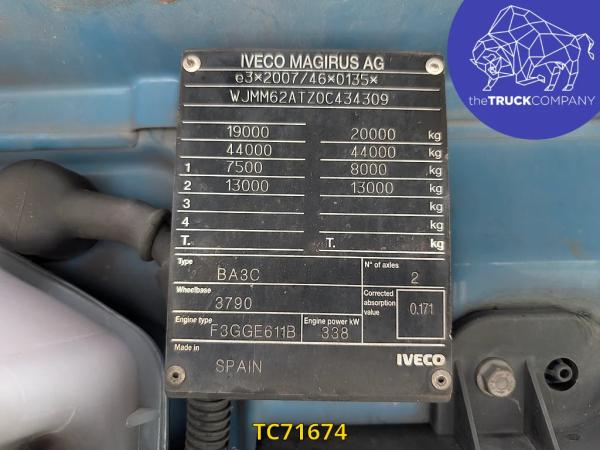 IVECO MAGIRUS AG
e3*2007/46*0135*
WJMM62ATZ0C434309
19000 20000 kg
44000 44000 kg
1 7500 8000 kg
2 13000 13000 kg
3 kg
4 kg
T. T. kg
Type BA3C N° of axles 2
Wheelbase 3790 Corrected absorption value 0.171
Engine type F3GGE611B Engine power kW 338
Made in SPAIN IVECO
theTRUCKCOMPANY
TC71674